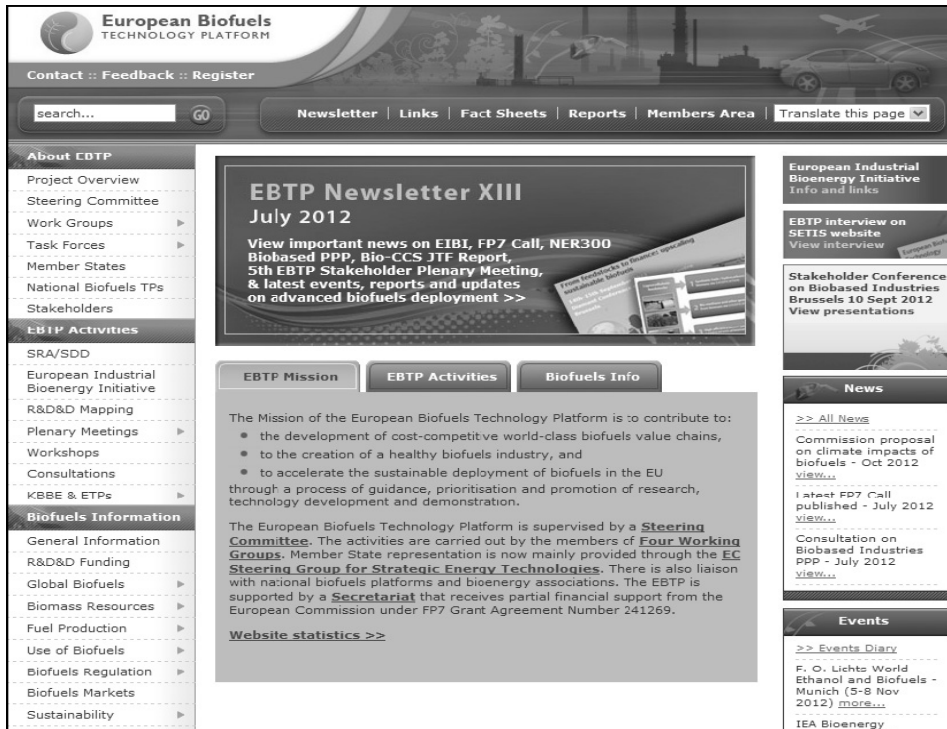 European Biofuels
TECHNOLOGY PLATFORM
Contact :: Feedback :: Register
search...
GO
Newsletter | Links | Fact Sheets | Reports | Members Area | Translate this page
About EBTP
Project Overview
Steering Committee
Work Groups
Task Forces
Member States
National Biofuels TPs
Stakeholders
EBTP Activities
SRA/SDD
European Industrial
Bioenergy Initiative
R&D&D Mapping
Plenary Meetings
Workshops
Consultations
KBBE & ETPs
Biofuels Information
General Information
R&D&D Funding
Global Biofuels
Biomass Resources
Fuel Production
Use of Biofuels
Biofuels Regulation
Biofuels Markets
Sustainability
EBTP Newsletter XIII
July 2012
View important news on EIBI, FP7 Call, NER300
Biobased PPP, Bio-CCS JTF Report,
5th EBTP Stakeholder Plenary Meeting,
& latest events, reports and updates
on advanced biofuels deployment >>
From feedstocks to finance: upscaling
sustainable biofuels
EBTP Mission
EBTP Activities
Biofuels Info
The Mission of the European Biofuels Technology Platform is to contribute to:
• the development of cost-competitive world-class biofuels value chains,
• to the creation of a healthy biofuels industry, and
• to accelerate the sustainable deployment of biofuels in the EU
through a process of guidance, prioritisation and promotion of research,
technology development and demonstration.
The European Biofuels Technology Platform is supervised by a Steering
Committee. The activities are carried out by the members of Four Working
Groups. Member State representation is now mainly provided through the EC
Steering Group for Strategic Energy Technologies. There is also liaison
with national biofuels platforms and bioenergy associations. The EBTP is
supported by a Secretariat that receives partial financial support from the
European Commission under FP7 Grant Agreement Number 241269.
Website statistics >>
European Industrial
Bioenergy Initiative
Info and links
EBTP interview on
SETIS website
View interview
Stakeholder Conference
on Biobased Industries
Brussels 10 Sept 2012
View presentations
News
>> All News
Commission proposal
on climate impacts of
biofuels - Oct 2012
view...
Latest FP7 Call
published - July 2012
view...
Consultation on
Biobased Industries
PPP - July 2012
view...
Events
>> Events Diary
F. O. Lichts World
Ethanol and Biofuels -
Munich (5-8 Nov
2012) more...
IEA Bioenergy